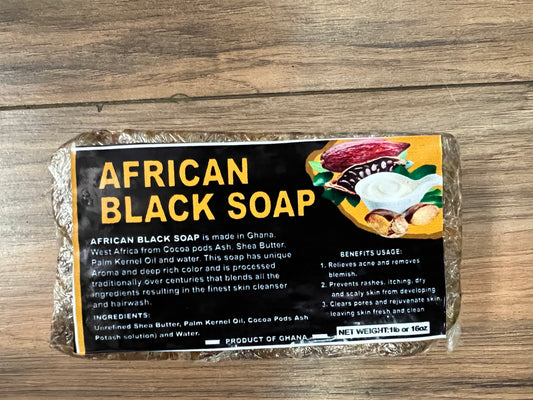 AFRICAN
BLACK SOAP
AFRICAN BLACK SOAP is made in Ghana,
West Africa from Cocoa pods Ash, Shea Butter,
Palm Kernel Oil and water. This soap has unique
Aroma and deep rich color and is processed
traditionally over centuries that blends all the
ingredients resulting in the finest skin cleanser
and hairwash.
INGREDIENTS:
Unrefined Shea Butter, Palm Kernel Oil, Cocoa Pods Ash
Potash solution) and Water.
PRODUCT OF GHANA
BENEFITS USAGE:
1. Relieves acne and removes
blemish.
2. Prevents rashes, itching, dry
and scaly skin from developing
3. Clears pores and rejuvenate skin,
leaving skin fresh and clean
NET WEIGHT:1lb or 16oz